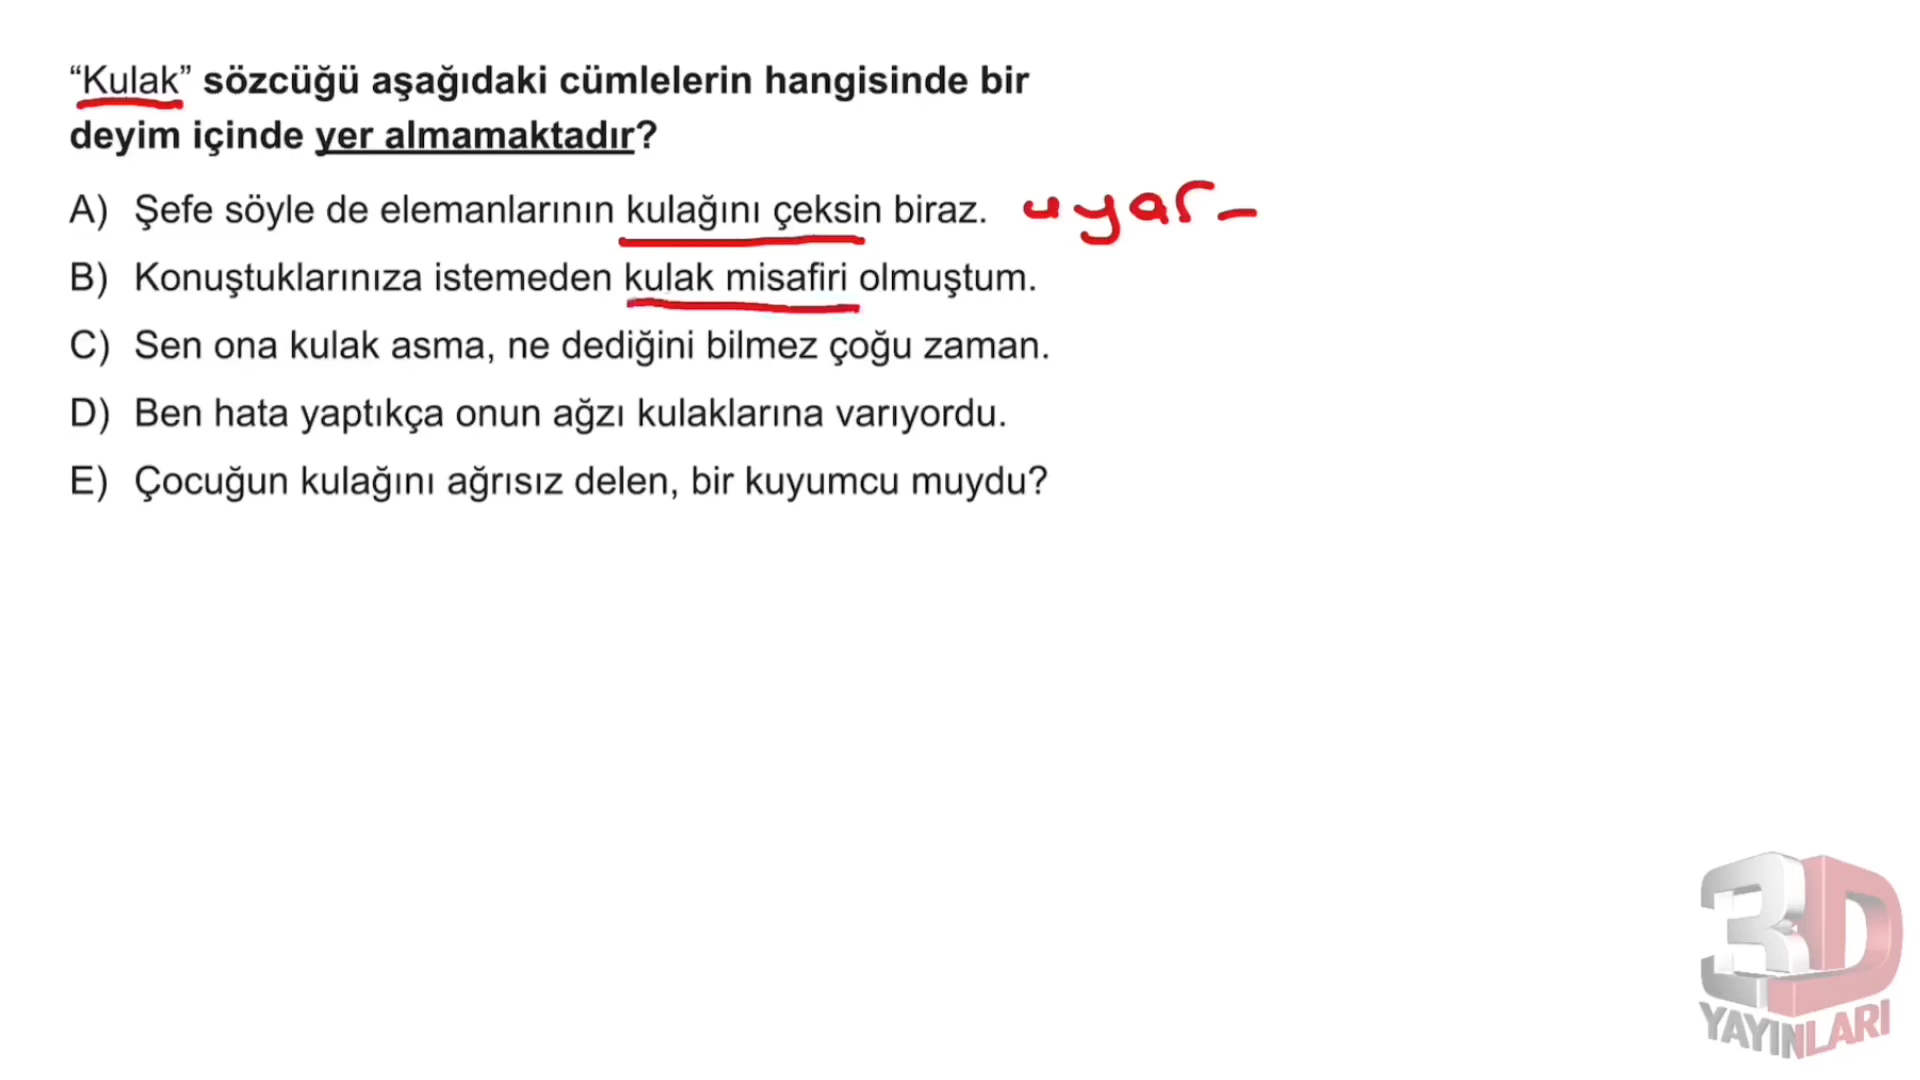 “Kulak” sözcüğü aşağıdaki cümlelerin hangisinde bir
deyim içinde yer almamaktadır?
A) Şefe söyle de elemanlarının kulağını çeksin biraz. uyar-
B) Konuştuklarınıza istemeden kulak misafiri olmuştum.
C) Sen ona kulak asma, ne dediğini bilmez çoğu zaman.
D) Ben hata yaptıkça onun ağzı kulaklarına varıyordu.
E) Çocuğun kulağını ağrısız delen, bir kuyumcu muydu?
3D
YAYINLARI